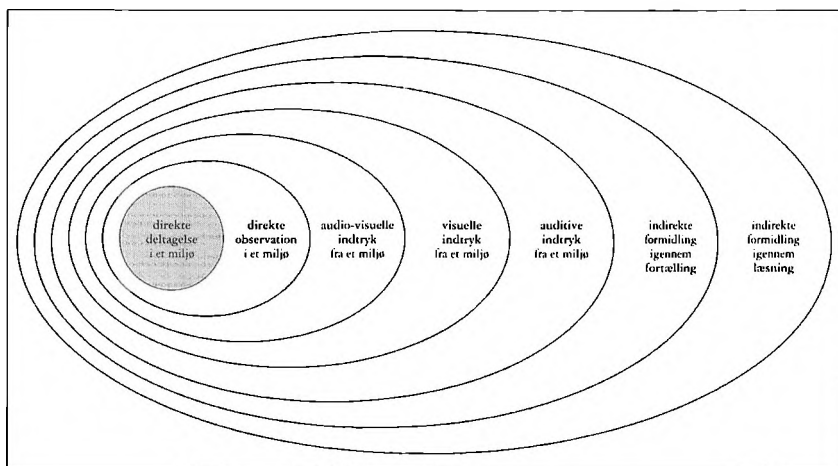 direkte
deltagelse
i et miljø
direkte
observation
i et miljø
audio-visuelle
indtryk
fra et miljø
visuelle
indtryk
fra et miljø
auditive
indtryk
fra et miljø
indirekte
formidling
igennem
fortælling
indirekte
formidling
igennem
læsning